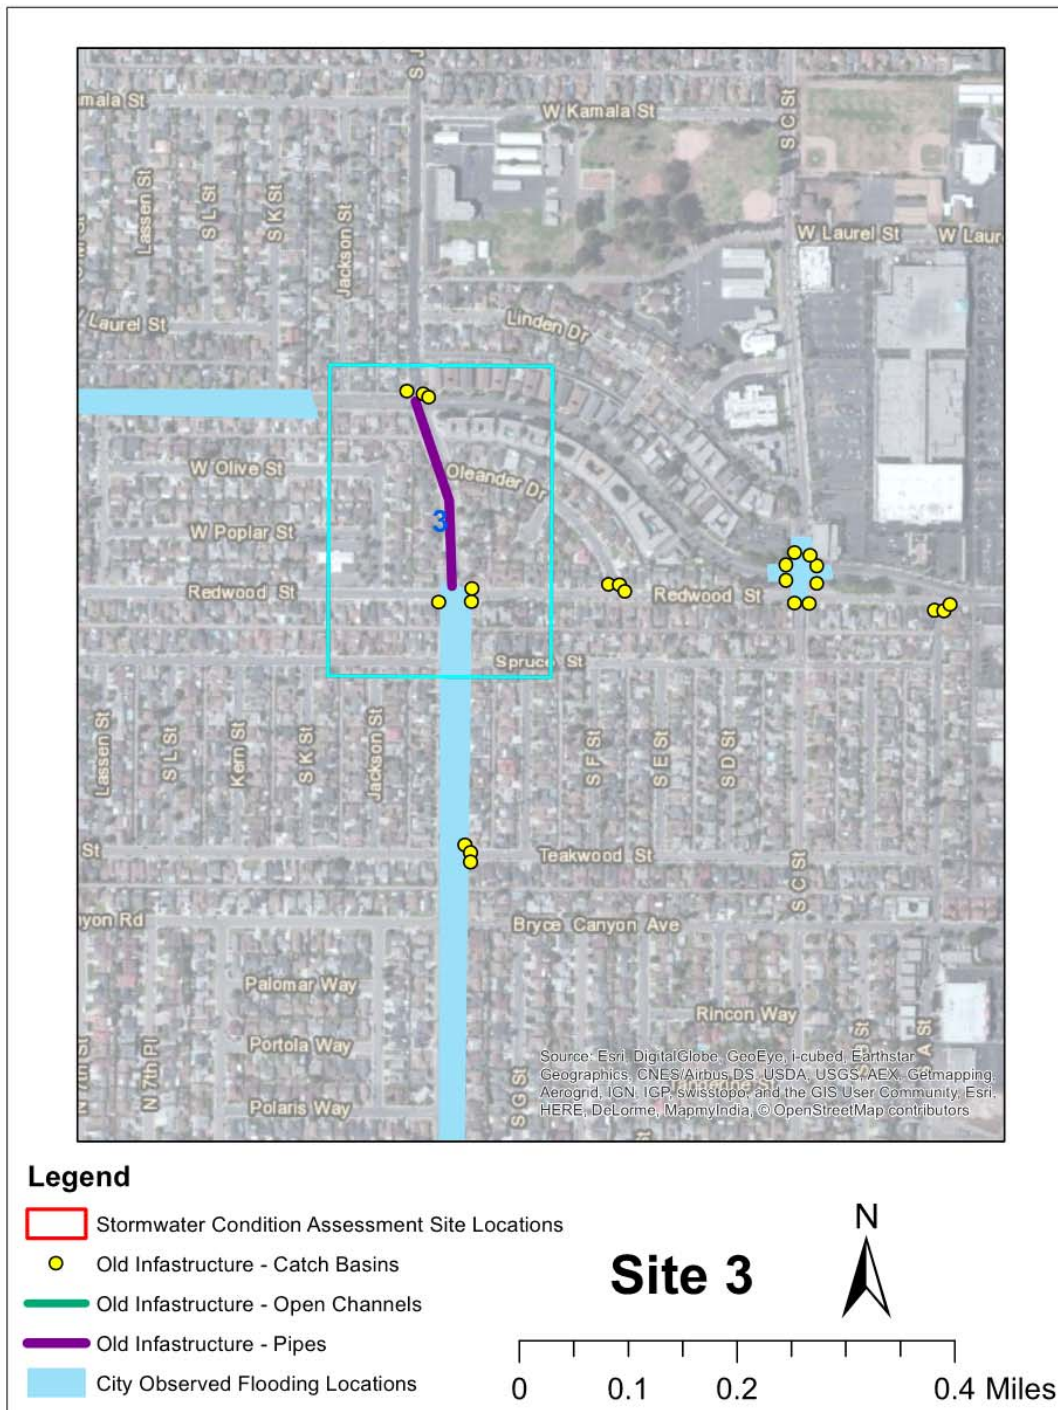 S J
mala St
W Kamala St
S C St
Lassen St
S L St
S K St
Jackson St
W Laurel St
W Laur
Laurel St
Linden Dr
W Olive St
Oleander Dr
3
W Poplar St
Redwood St
Redwood St
Spruce St
Lassen St
S L St
Kern St
S K St
Jackson St
S F St
S E St
S D St
St
Teakwood St
S C St
yon Rd
Bryce Canyon Ave
Palomar Way
Rincon Way
N 7th St
N 7th Pl
Portola Way
S G St
A St
Polaris Way
Source: Esri, DigitalGlobe, GeoEye, i-cubed, Earthstar
Geographics, CNES/Airbus DS, USDA, USGS, AEX, Getmapping,
Aerogrid, IGN, IGP, swisstopo, and the GIS User Community, Esri,
HERE, DeLorme, MapmyIndia, © OpenStreetMap contributors
Legend
Stormwater Condition Assessment Site Locations
Old Infastructure - Catch Basins
Old Infastructure - Open Channels
Old Infastructure - Pipes
City Observed Flooding Locations
Site 3
N
0 0.1 0.2 0.4 Miles